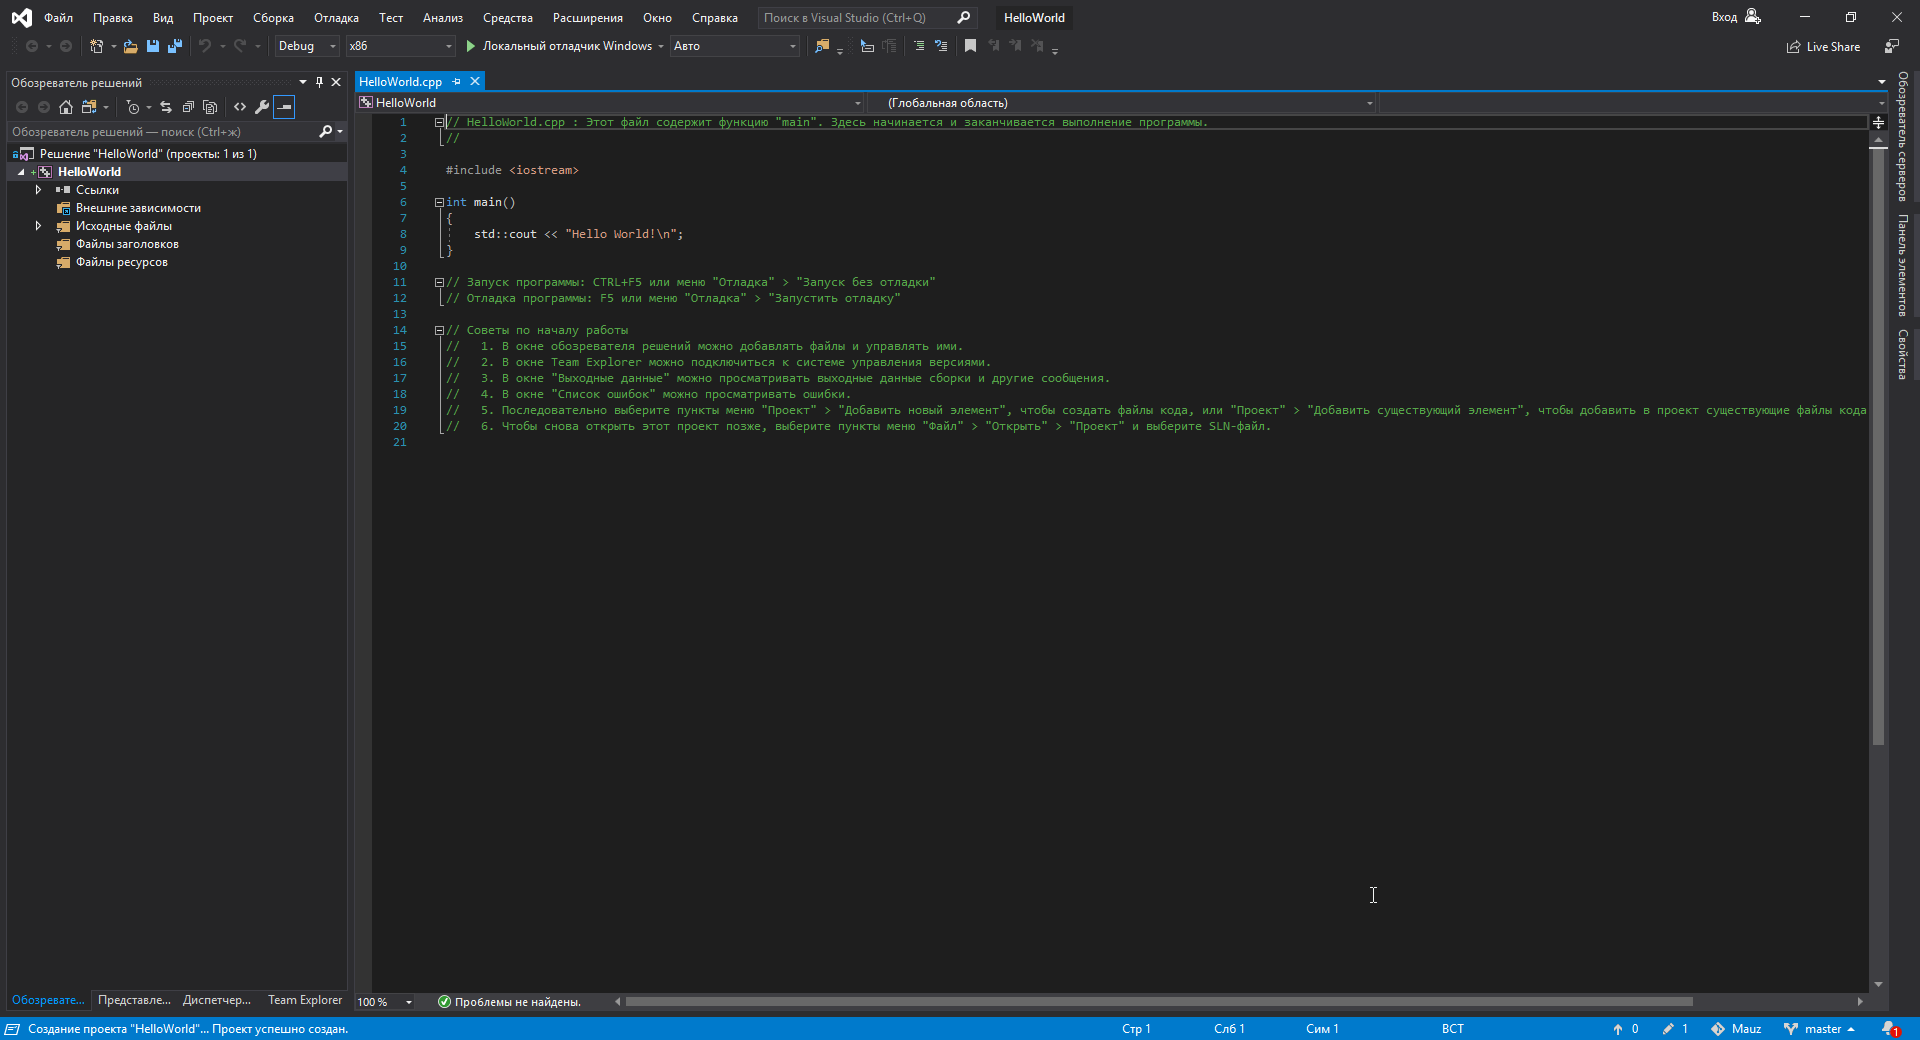 Файл Правка Вид Проект Сборка Отладка Тест Анализ Средства Расширения Окно Справка Поиск в Visual Studio (Ctrl+Q) HelloWorld Вход
Debug x86 Локальный отладчик Windows Авто Live Share
Обозреватель решений
Обозреватель решений — поиск (Ctrl+ж)
Решение "HelloWorld" (проекты: 1 из 1)
HelloWorld
Ссылки
Внешние зависимости
Исходные файлы
Файлы заголовков
Файлы ресурсов
Обозревате... Представле... Диспетчер... Team Explorer
HelloWorld.cpp
HelloWorld (Глобальная область)
1 // HelloWorld.cpp : Этот файл содержит функцию "main". Здесь начинается и заканчивается выполнение программы.
2 //
3
4 #include <iostream>
5
6 int main()
7 {
8 std::cout << "Hello World!\n";
9 }
10
11 // Запуск программы: CTRL+F5 или меню "Отладка" > "Запуск без отладки"
12 // Отладка программы: F5 или меню "Отладка" > "Запустить отладку"
13
14 // Советы по началу работы
15 // 1. В окне обозревателя решений можно добавлять файлы и управлять ими.
16 // 2. В окне Team Explorer можно подключиться к системе управления версиями.
17 // 3. В окне "Выходные данные" можно просматривать выходные данные сборки и другие сообщения.
18 // 4. В окне "Список ошибок" можно просматривать ошибки.
19 // 5. Последовательно выберите пункты меню "Проект" > "Добавить новый элемент", чтобы создать файлы кода, или "Проект" > "Добавить существующий элемент", чтобы добавить в проект существующие файлы кода
20 // 6. Чтобы снова открыть этот проект позже, выберите пункты меню "Файл" > "Открыть" > "Проект" и выберите SLN-файл.
21
100 % Проблемы не найдены.
Обозреватель серверов
Панель элементов
Свойства
Создание проекта "HelloWorld"... Проект успешно создан. Стр 1 Слб 1 Сим 1 ВСТ 0 1 Mauz master 1